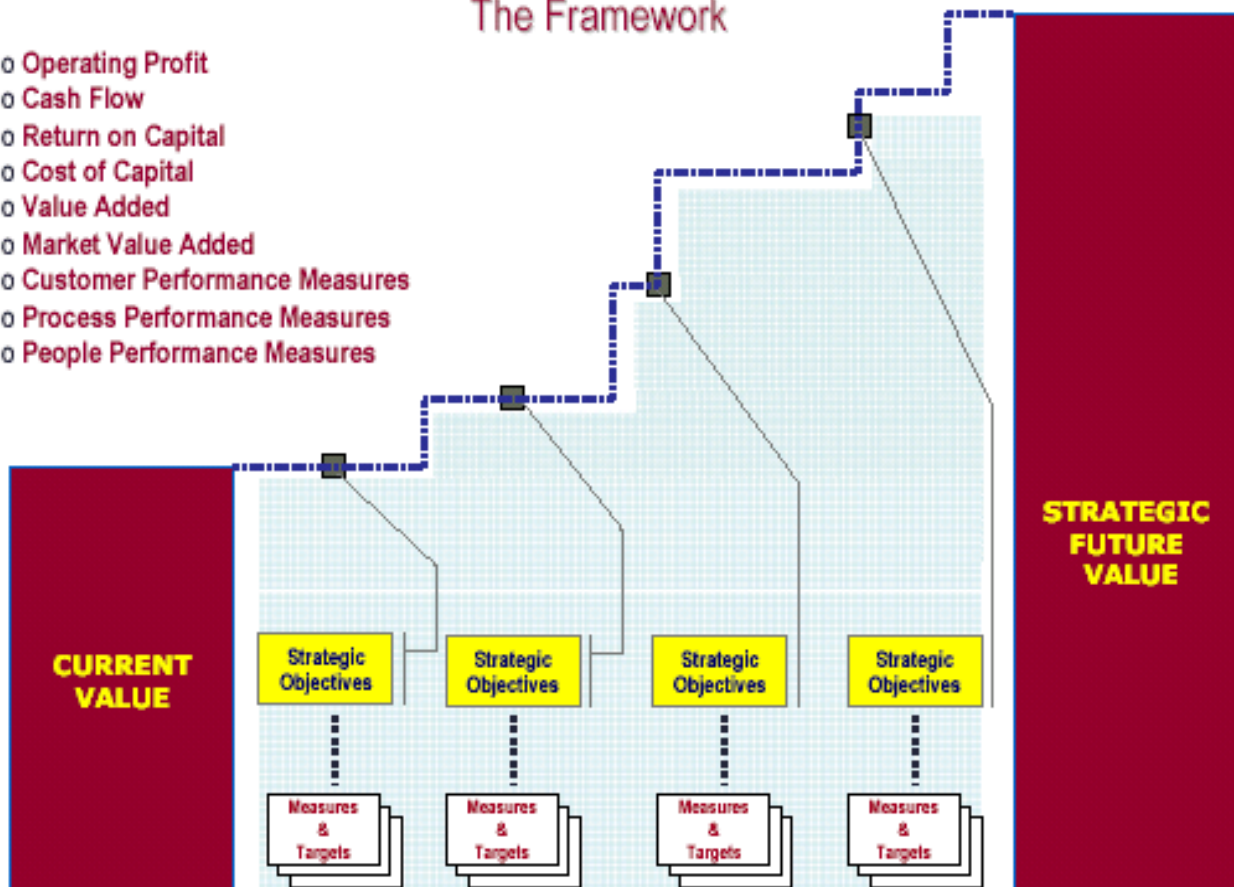 The Framework
o Operating Profit
o Cash Flow
o Return on Capital
o Cost of Capital
o Value Added
o Market Value Added
o Customer Performance Measures
o Process Performance Measures
o People Performance Measures
STRATEGIC
FUTURE
VALUE
CURRENT
VALUE
Strategic
Objectives
Strategic
Objectives
Strategic
Objectives
Strategic
Objectives
Measures
&
Targets
Measures
&
Targets
Measures
&
Targets
Measures
&
Targets